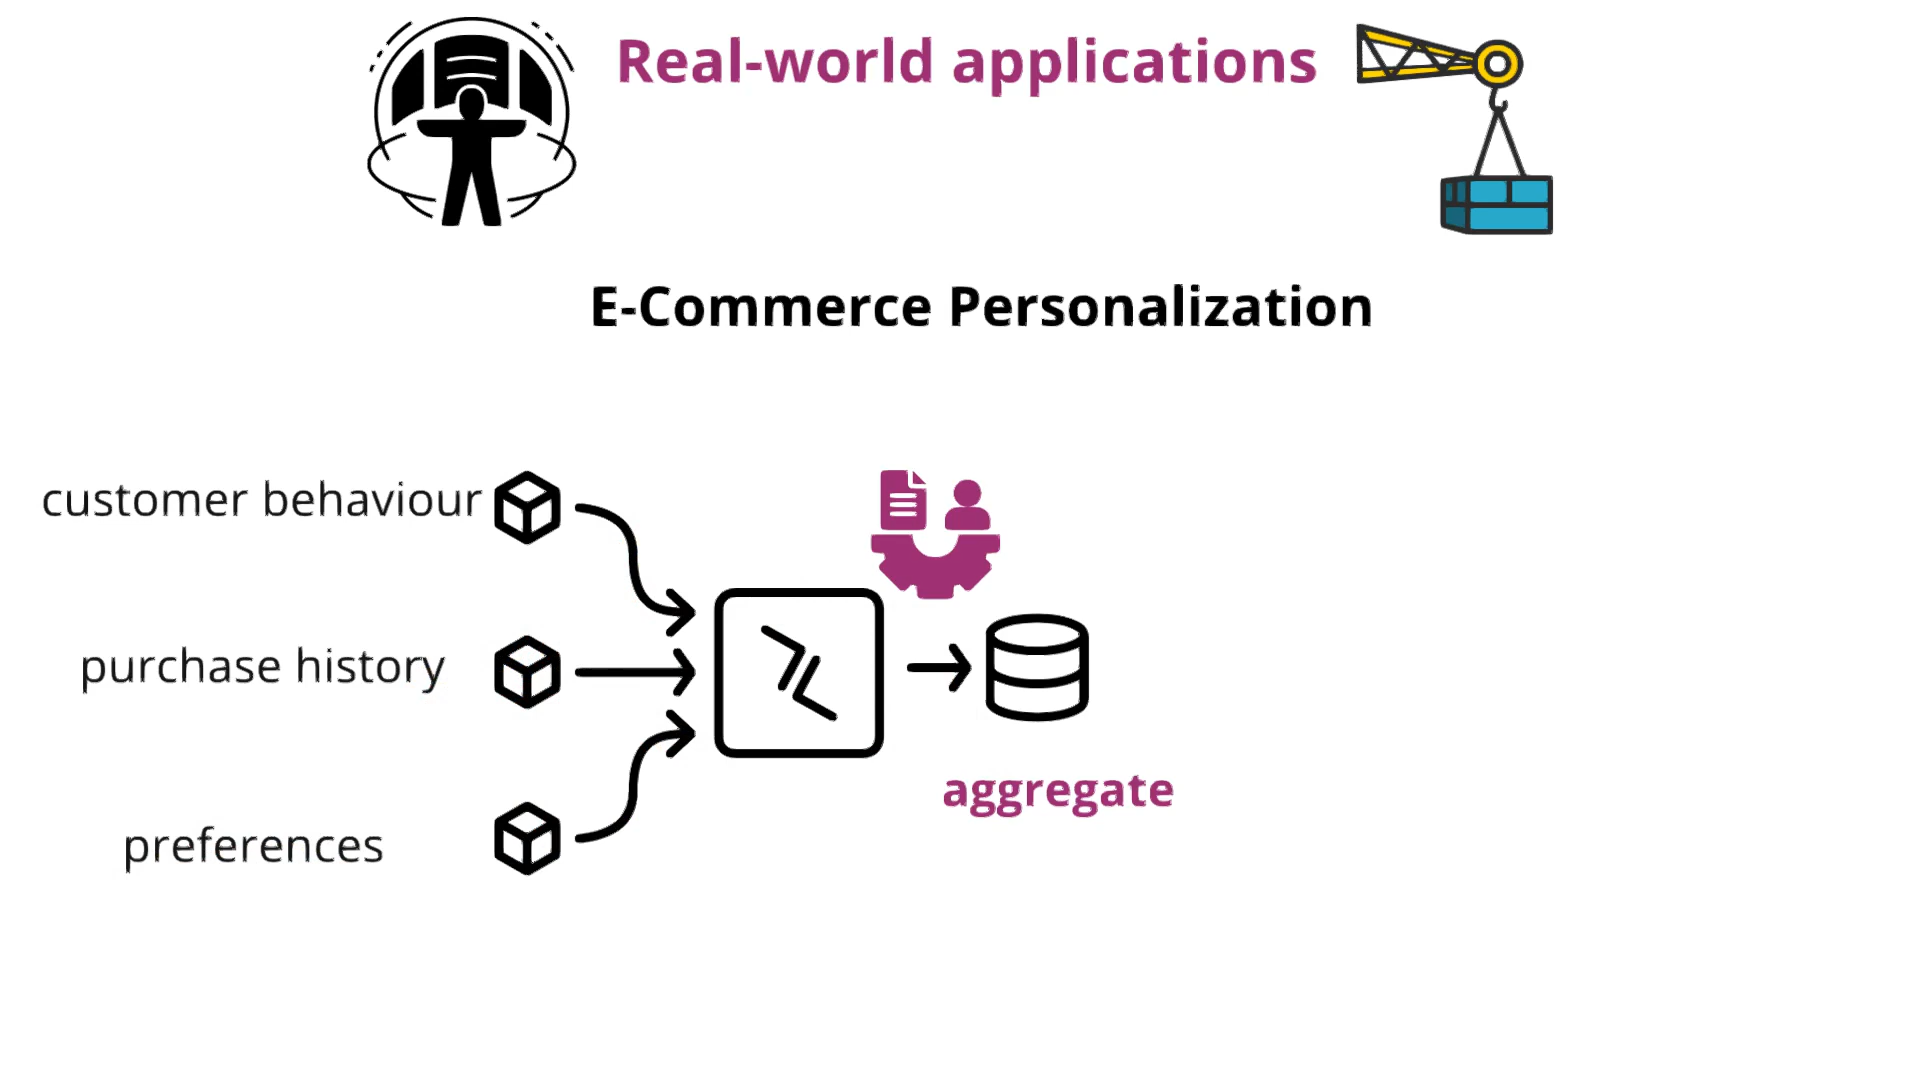 Real-world applications
E-Commerce Personalization
customer behaviour
purchase history
aggregate
preferences